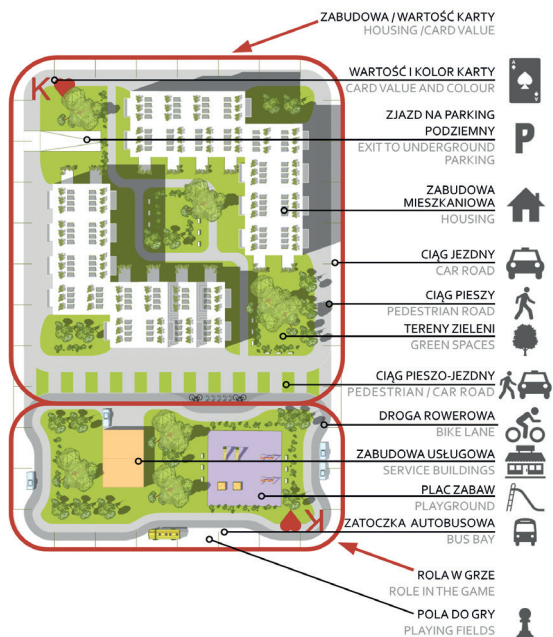 ZABUDOWA / WARTOŚĆ KARTY
HOUSING /CARD VALUE
WARTOŚĆ I KOLOR KARTY
CARD VALUE AND COLOUR
ZJAZD NA PARKING
PODZIEMNY
EXIT TO UNDERGROUND
PARKING
ZABUDOWA
MIESZKANIOWA
HOUSING
CIĄG JEZDNY
CAR ROAD
CIĄG PIESZY
PEDESTRIAN ROAD
TERENY ZIELENI
GREEN SPACES
CIĄG PIESZO-JEZDNY
PEDESTRIAN / CAR ROAD
DROGA ROWEROWA
BIKE LANE
ZABUDOWA USŁUGOWA
SERVICE BUILDINGS
PLAC ZABAW
PLAYGROUND
ZATOCZKA AUTOBUSOWA
BUS BAY
ROLA W GRZE
ROLE IN THE GAME
POLA DO GRY
PLAYING FIELDS
K
K
P